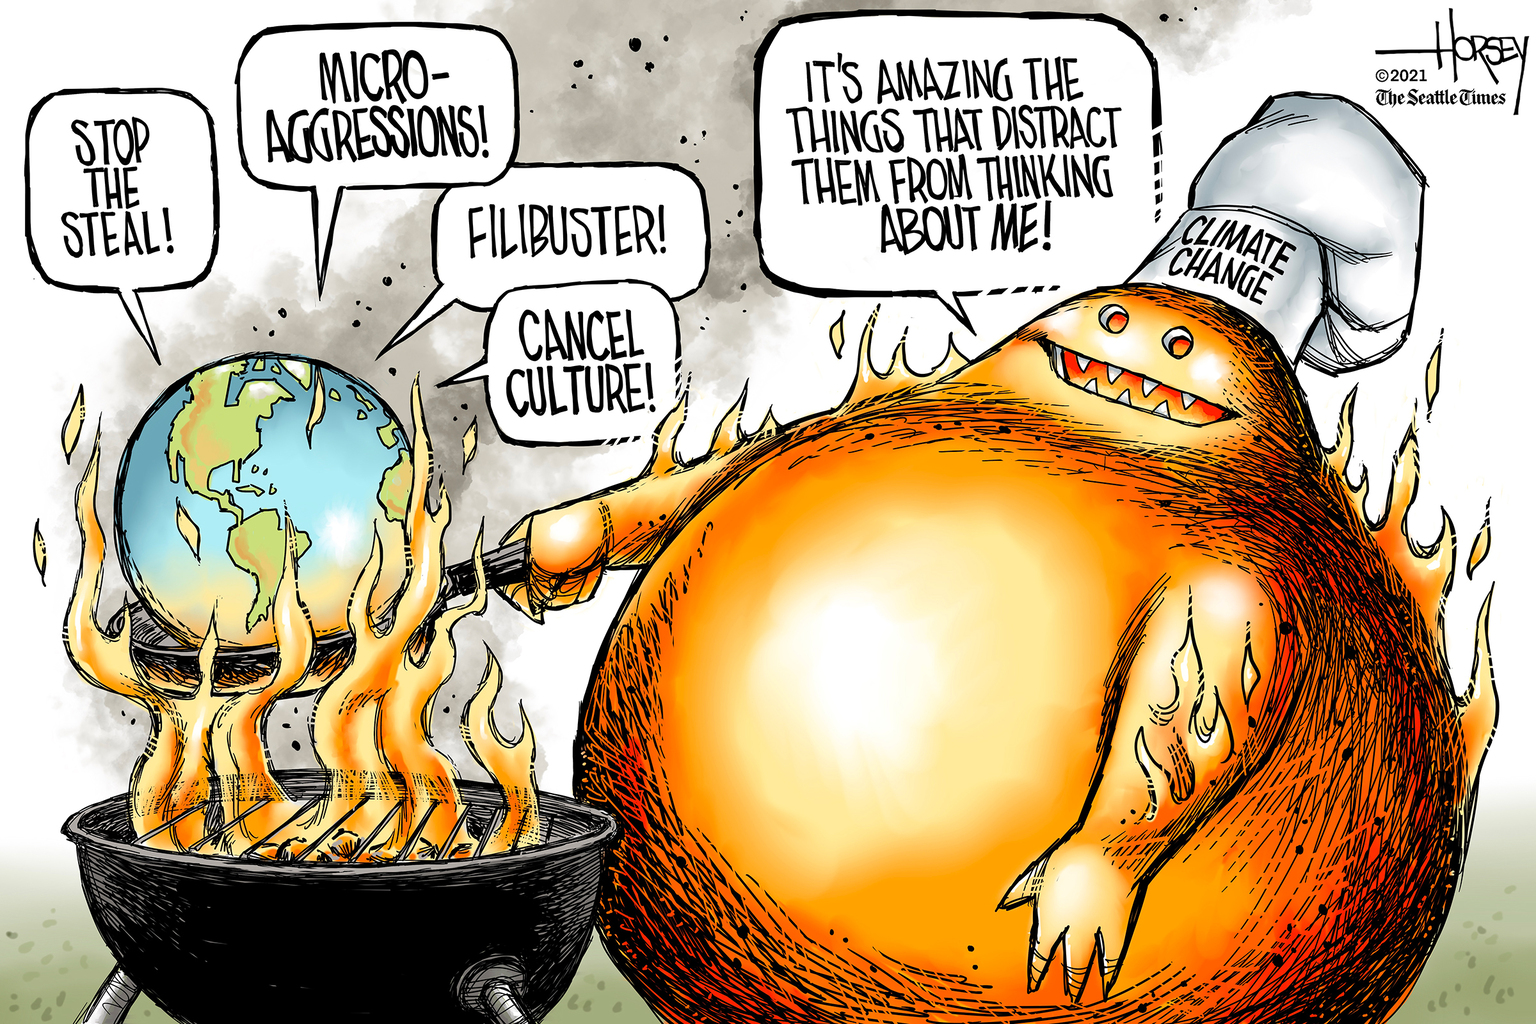 STOP
THE
STEAL!
MICRO-
AGGRESSIONS!
FILIBUSTER!
CANCEL
CULTURE!
IT'S AMAZING THE
THINGS THAT DISTRACT
THEM FROM THINKING
ABOUT ME!
CLIMATE
CHANGE
HORSEY
©2021
The Seattle Times